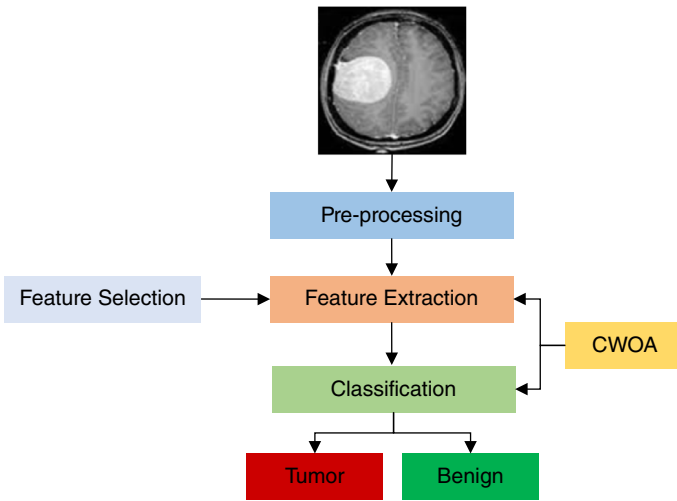 Pre-processing
Feature Selection
Feature Extraction
CWOA
Classification
Tumor
Benign